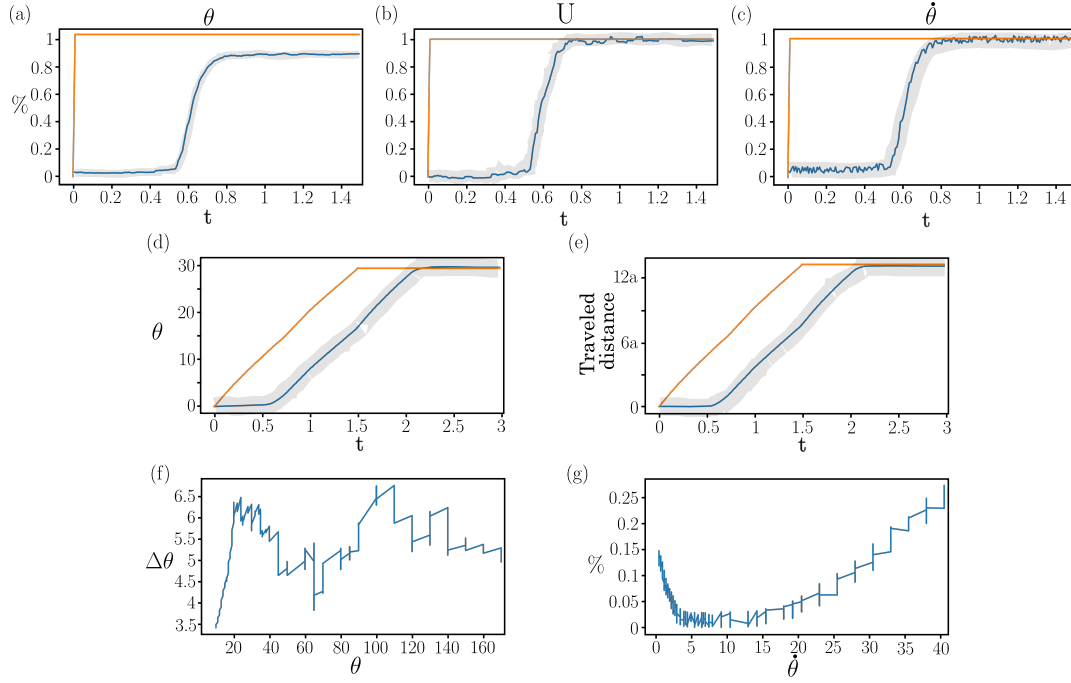 (a) θ (b) U (c) θ̇
1 1 1
0.8 0.8 0.8
% 0.6 0.6 0.6
0.4 0.4 0.4
0.2 0.2 0.2
0 0 0
0 0.2 0.4 0.6 0.8 1 1.2 1.4 0 0.2 0.4 0.6 0.8 1 1.2 1.4 0 0.2 0.4 0.6 0.8 1 1.2 1.4
t t t
(d) (e)
30 12a
20
θ 6a Traveled distance
10
0 0
0 0.5 1 1.5 2 2.5 3 0 0.5 1 1.5 2 2.5 3
t t
(f) (g)
6.5 0.25
6 0.2
5.5 0.15
Δθ 5 % 0.1
4.5 0.05
4 0
3.5
20 40 60 80 100 120 140 160 0 5 10 15 20 25 30 35 40
θ θ̇